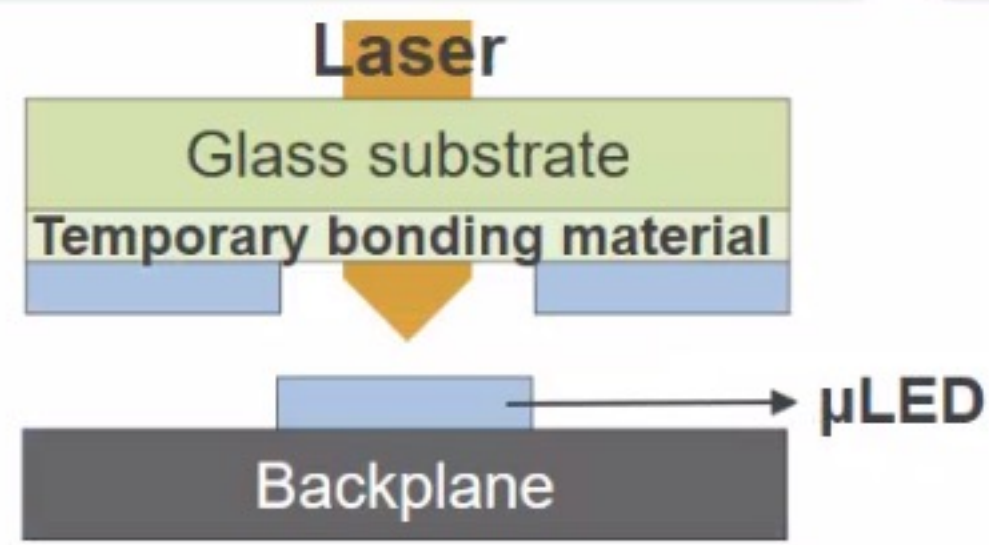 Laser
Glass substrate
Temporary bonding material
μLED
Backplane